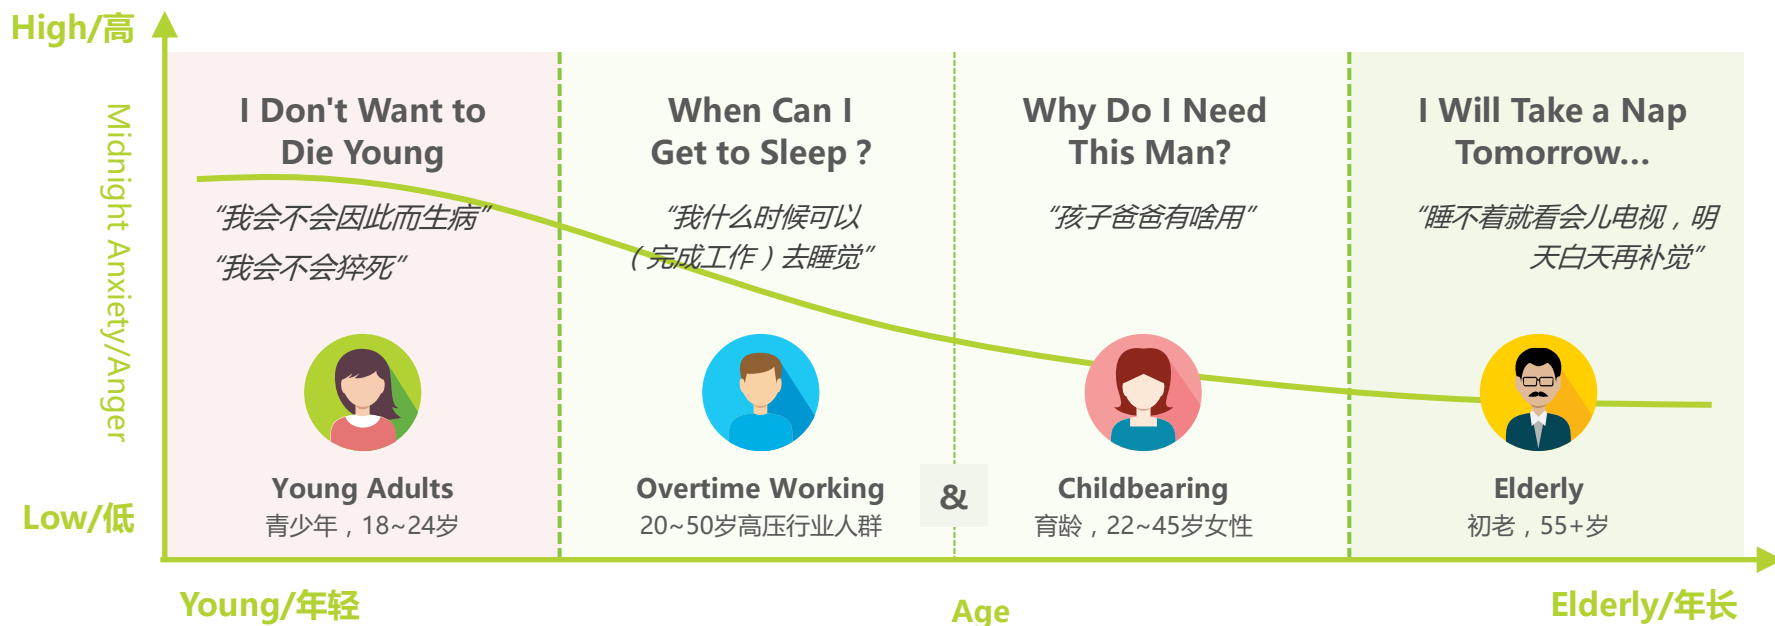 High/高
Midnight Anxiety/Anger
Low/低
I Don't Want to
Die Young
“我会不会因此而生病”
“我会不会猝死”
Young Adults
青少年，18~24岁
When Can I
Get to Sleep ?
“我什么时候可以
（完成工作）去睡觉”
Overtime Working
20~50岁高压行业人群
&
Why Do I Need
This Man?
“孩子爸爸有啥用”
Childbearing
育龄，22~45岁女性
I Will Take a Nap
Tomorrow...
“睡不着就看会儿电视，明
天白天再补觉”
Elderly
初老，55+岁
Young/年轻
Age
Elderly/年长